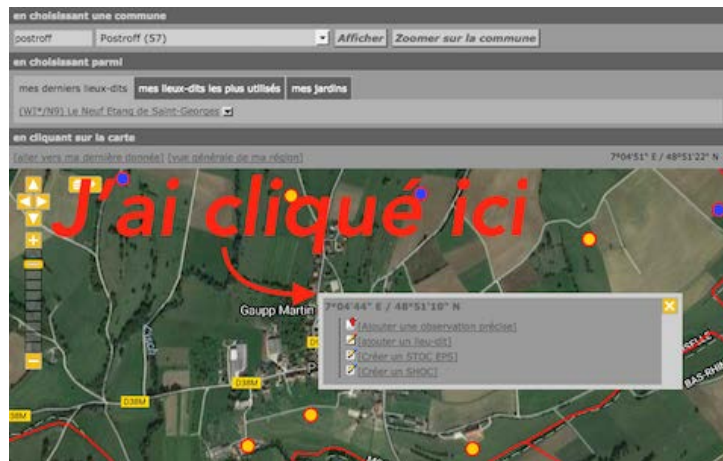 en choisissant une commune
postroff
Postroff (57)
Afficher
Zoomer sur la commune
en choisissant parmi
mes derniers lieux-dits
mes lieux-dits les plus utilisés
mes jardins
(WI*/N9) Le Neuf Etang de Saint-Georges
en cliquant sur la carte
[aller vers ma dernière donnée] [vue générale de ma région]
7°04'51" E / 48°51'22" N
J'ai cliqué ici
7°04'44" E / 48°51'10" N
[Ajouter une observation précise]
[ajouter un lieu-dit]
[Créer un STOC EPS]
[Créer un SHOC]
Gaupp Martin
D38M
D38M
BAS-RHIN